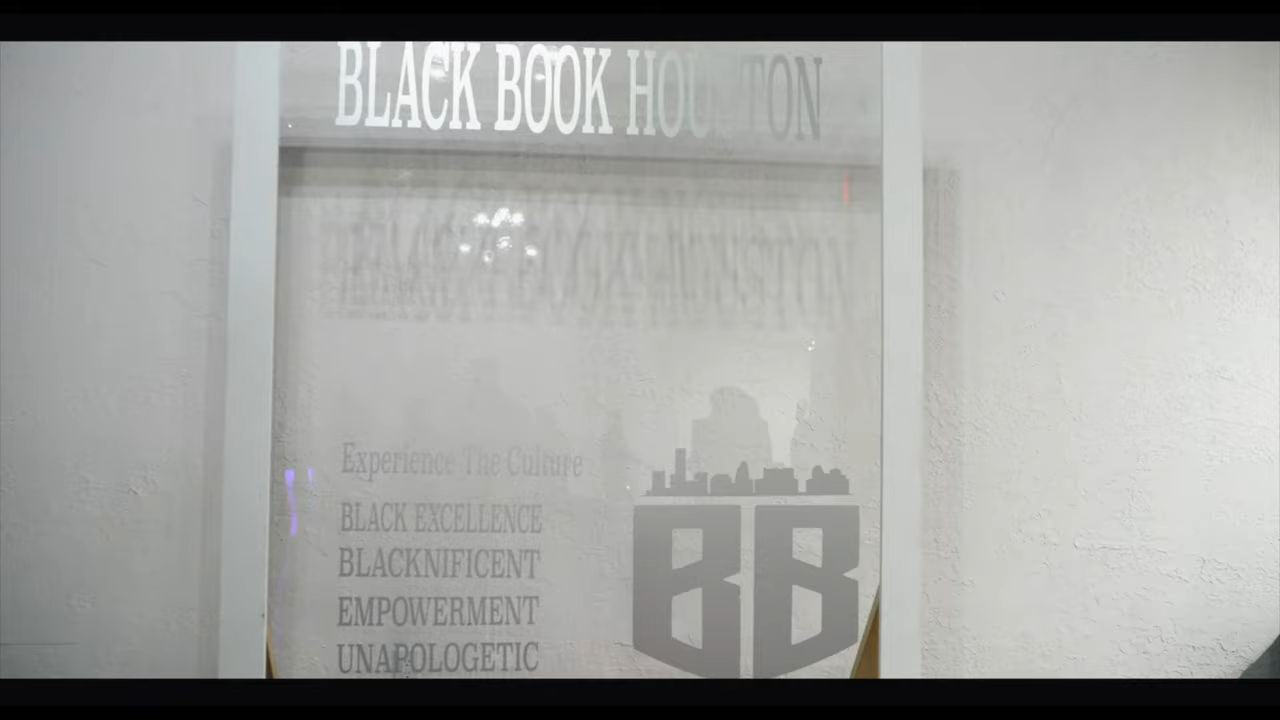 BLACK BOOK HOUSTON
Experience The Culture
BLACK EXCELLENCE
BLACKNIFICENT
EMPOWERMENT
UNAPOLOGETIC
BB